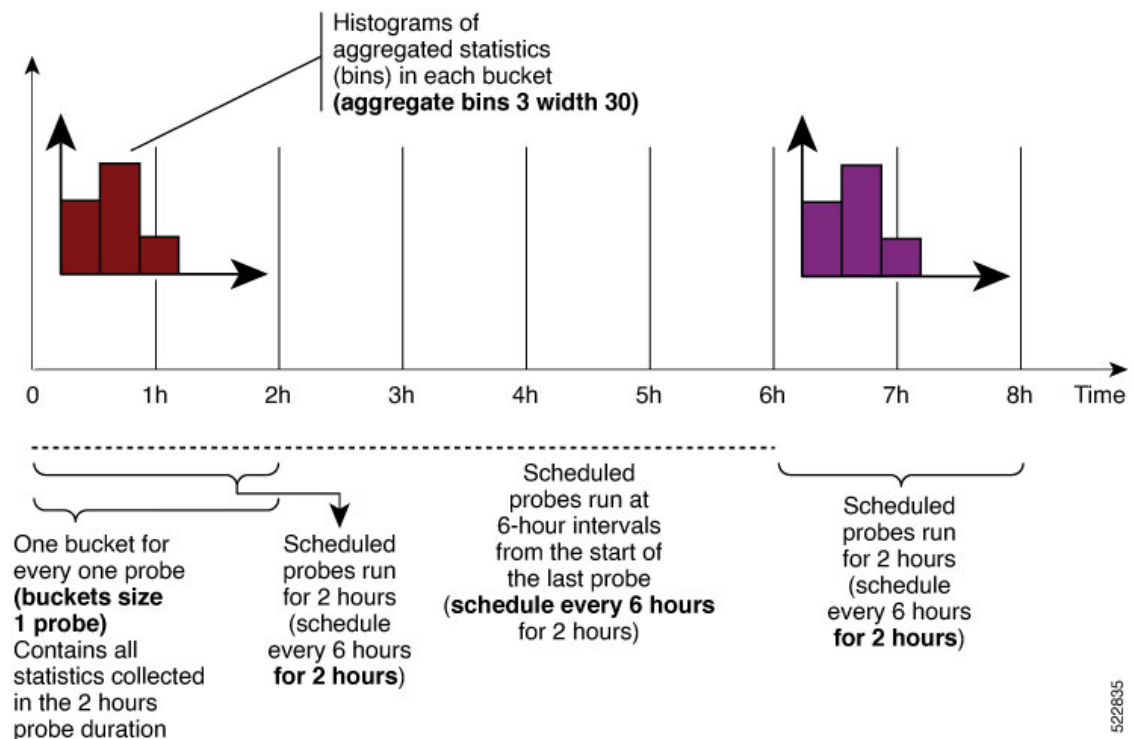 Histograms of
aggregated statistics
(bins) in each bucket
(aggregate bins 3 width 30)
0 1h 2h 3h 4h 5h 6h 7h 8h Time
One bucket for
every one probe
(buckets size
1 probe)
Contains all
statistics collected
in the 2 hours
probe duration
Scheduled
probes run
for 2 hours
(schedule
every 6 hours
for 2 hours)
Scheduled
probes run at
6-hour intervals
from the start of
the last probe
(schedule every 6 hours
for 2 hours)
Scheduled
probes run
for 2 hours
(schedule
every 6 hours
for 2 hours)
522835